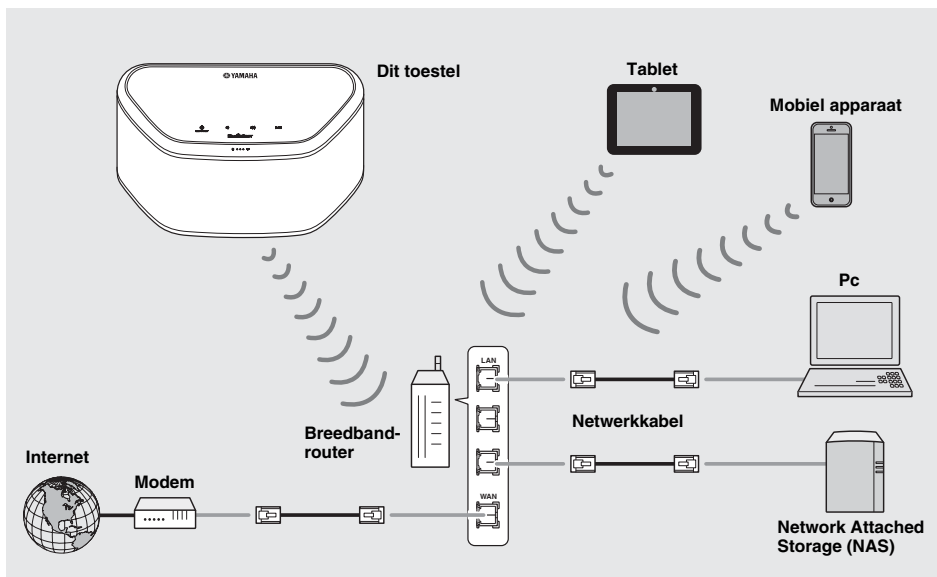 YAMAHA
Dit toestel
Tablet
Mobiel apparaat
Pc
LAN
Breedband-
router
Netwerkkabel
Internet
Modem
WAN
Network Attached
Storage (NAS)